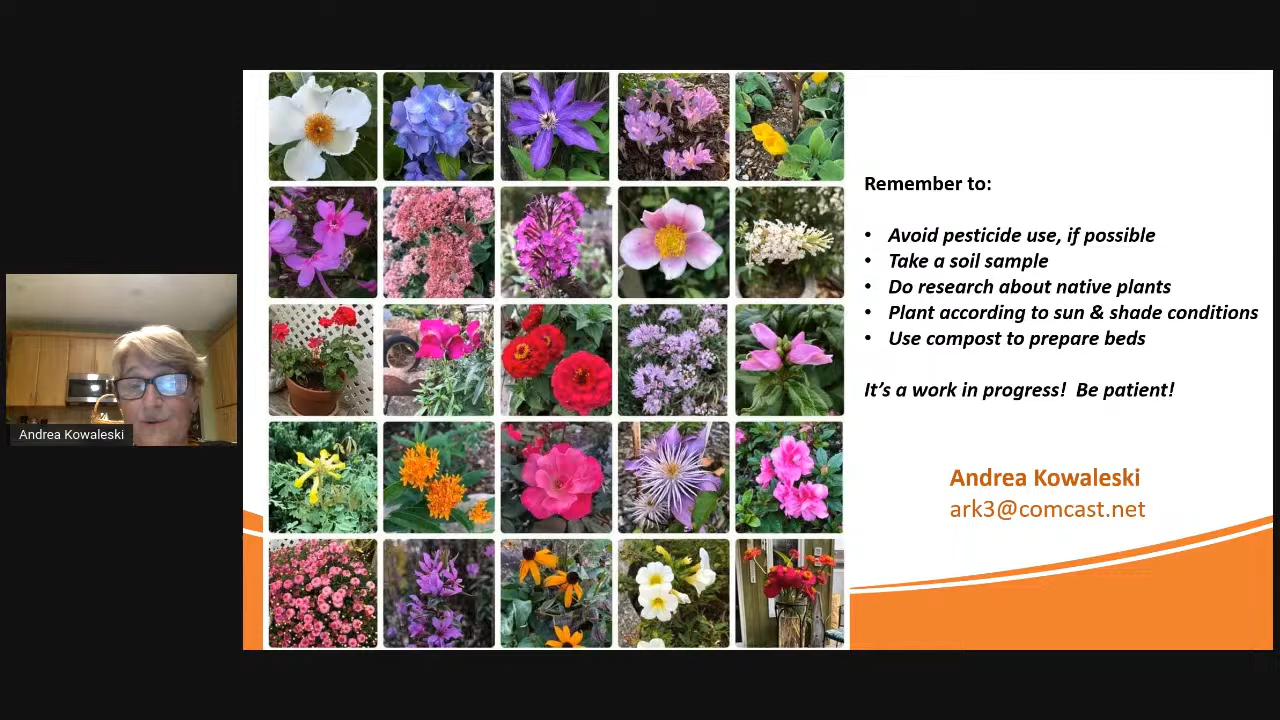 Remember to:
• Avoid pesticide use, if possible
• Take a soil sample
• Do research about native plants
• Plant according to sun & shade conditions
• Use compost to prepare beds
It's a work in progress!  Be patient!
Andrea Kowaleski
ark3@comcast.net
Andrea Kowaleski